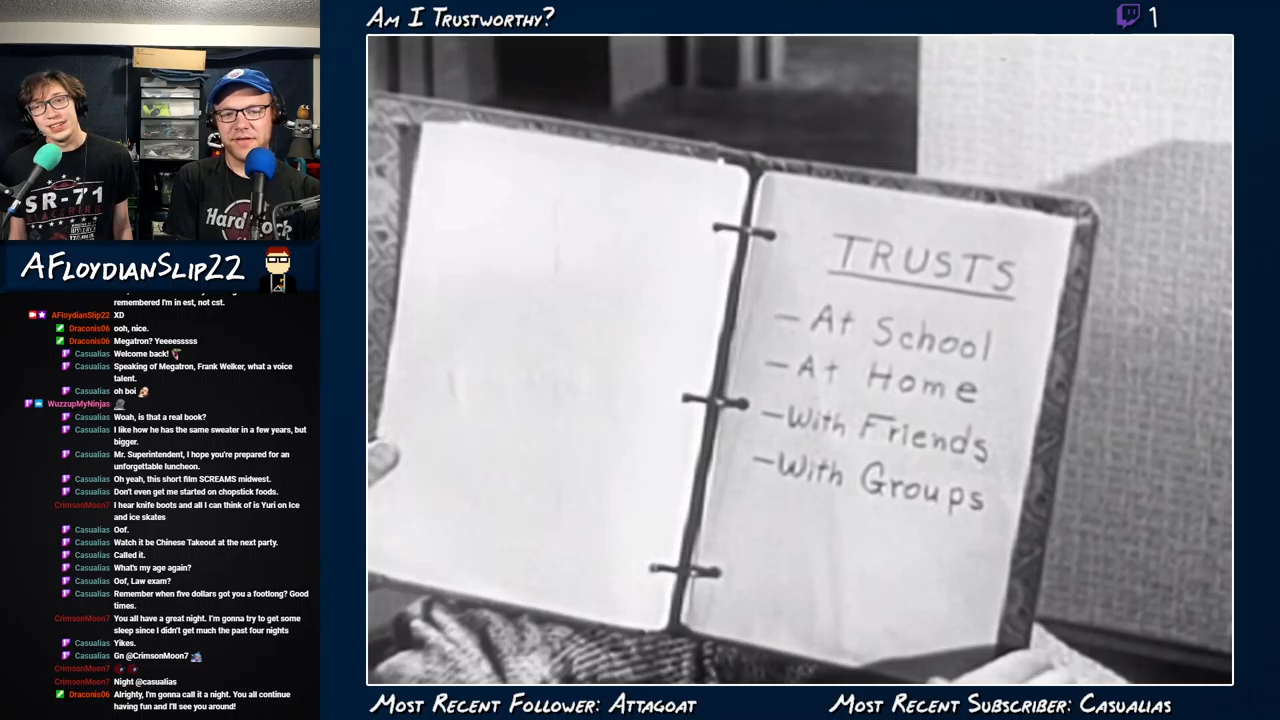 Am I Trustworthy?
1
SR-71
Hard Rock
AFloydianSlip22
remembered I'm in est, not cst.
AFloydianSlip22 XD
Draconis06 ooh, nice.
Draconis06 Megatron? Yeeeesssss
Casualias Welcome back!
Casualias Speaking of Megatron, Frank Welker, what a voice
talent.
Casualias oh boi
WuzzupMyNinjas
Casualias Woah, is that a real book?
Casualias I like how he has the same sweater in a few years, but
bigger.
Casualias Mr. Superintendent, I hope you're prepared for an
unforgettable luncheon.
Casualias Oh yeah, this short film SCREAMS midwest.
Casualias Don't even get me started on chopstick foods.
CrimsonMoon7 I hear knife boots and all I can think of is Yuri on Ice
and ice skates
Casualias Oof.
Casualias Watch it be Chinese Takeout at the next party.
Casualias Called it.
Casualias What's my age again?
Casualias Oof, Law exam?
Casualias Remember when five dollars got you a footlong? Good
times.
CrimsonMoon7 You all have a great night. I'm gonna try to get some
sleep since I didn't get much the past four nights
Casualias Yikes.
Casualias Gn @CrimsonMoon7
CrimsonMoon7
CrimsonMoon7 Night @casualias
Draconis06 Alrighty, I'm gonna call it a night. You all continue
having fun and I'll see you around!
TRUSTS
- At School
- At Home
- With Friends
- With Groups
Most Recent Follower: Attagoat
Most Recent Subscriber: Casualias